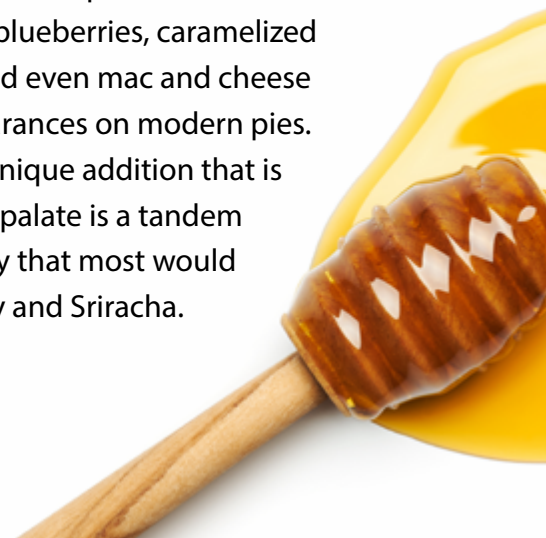 blueberries, caramelized
d even mac and cheese
rances on modern pies.
nique addition that is
palate is a tandem
y that most would
and Sriracha.